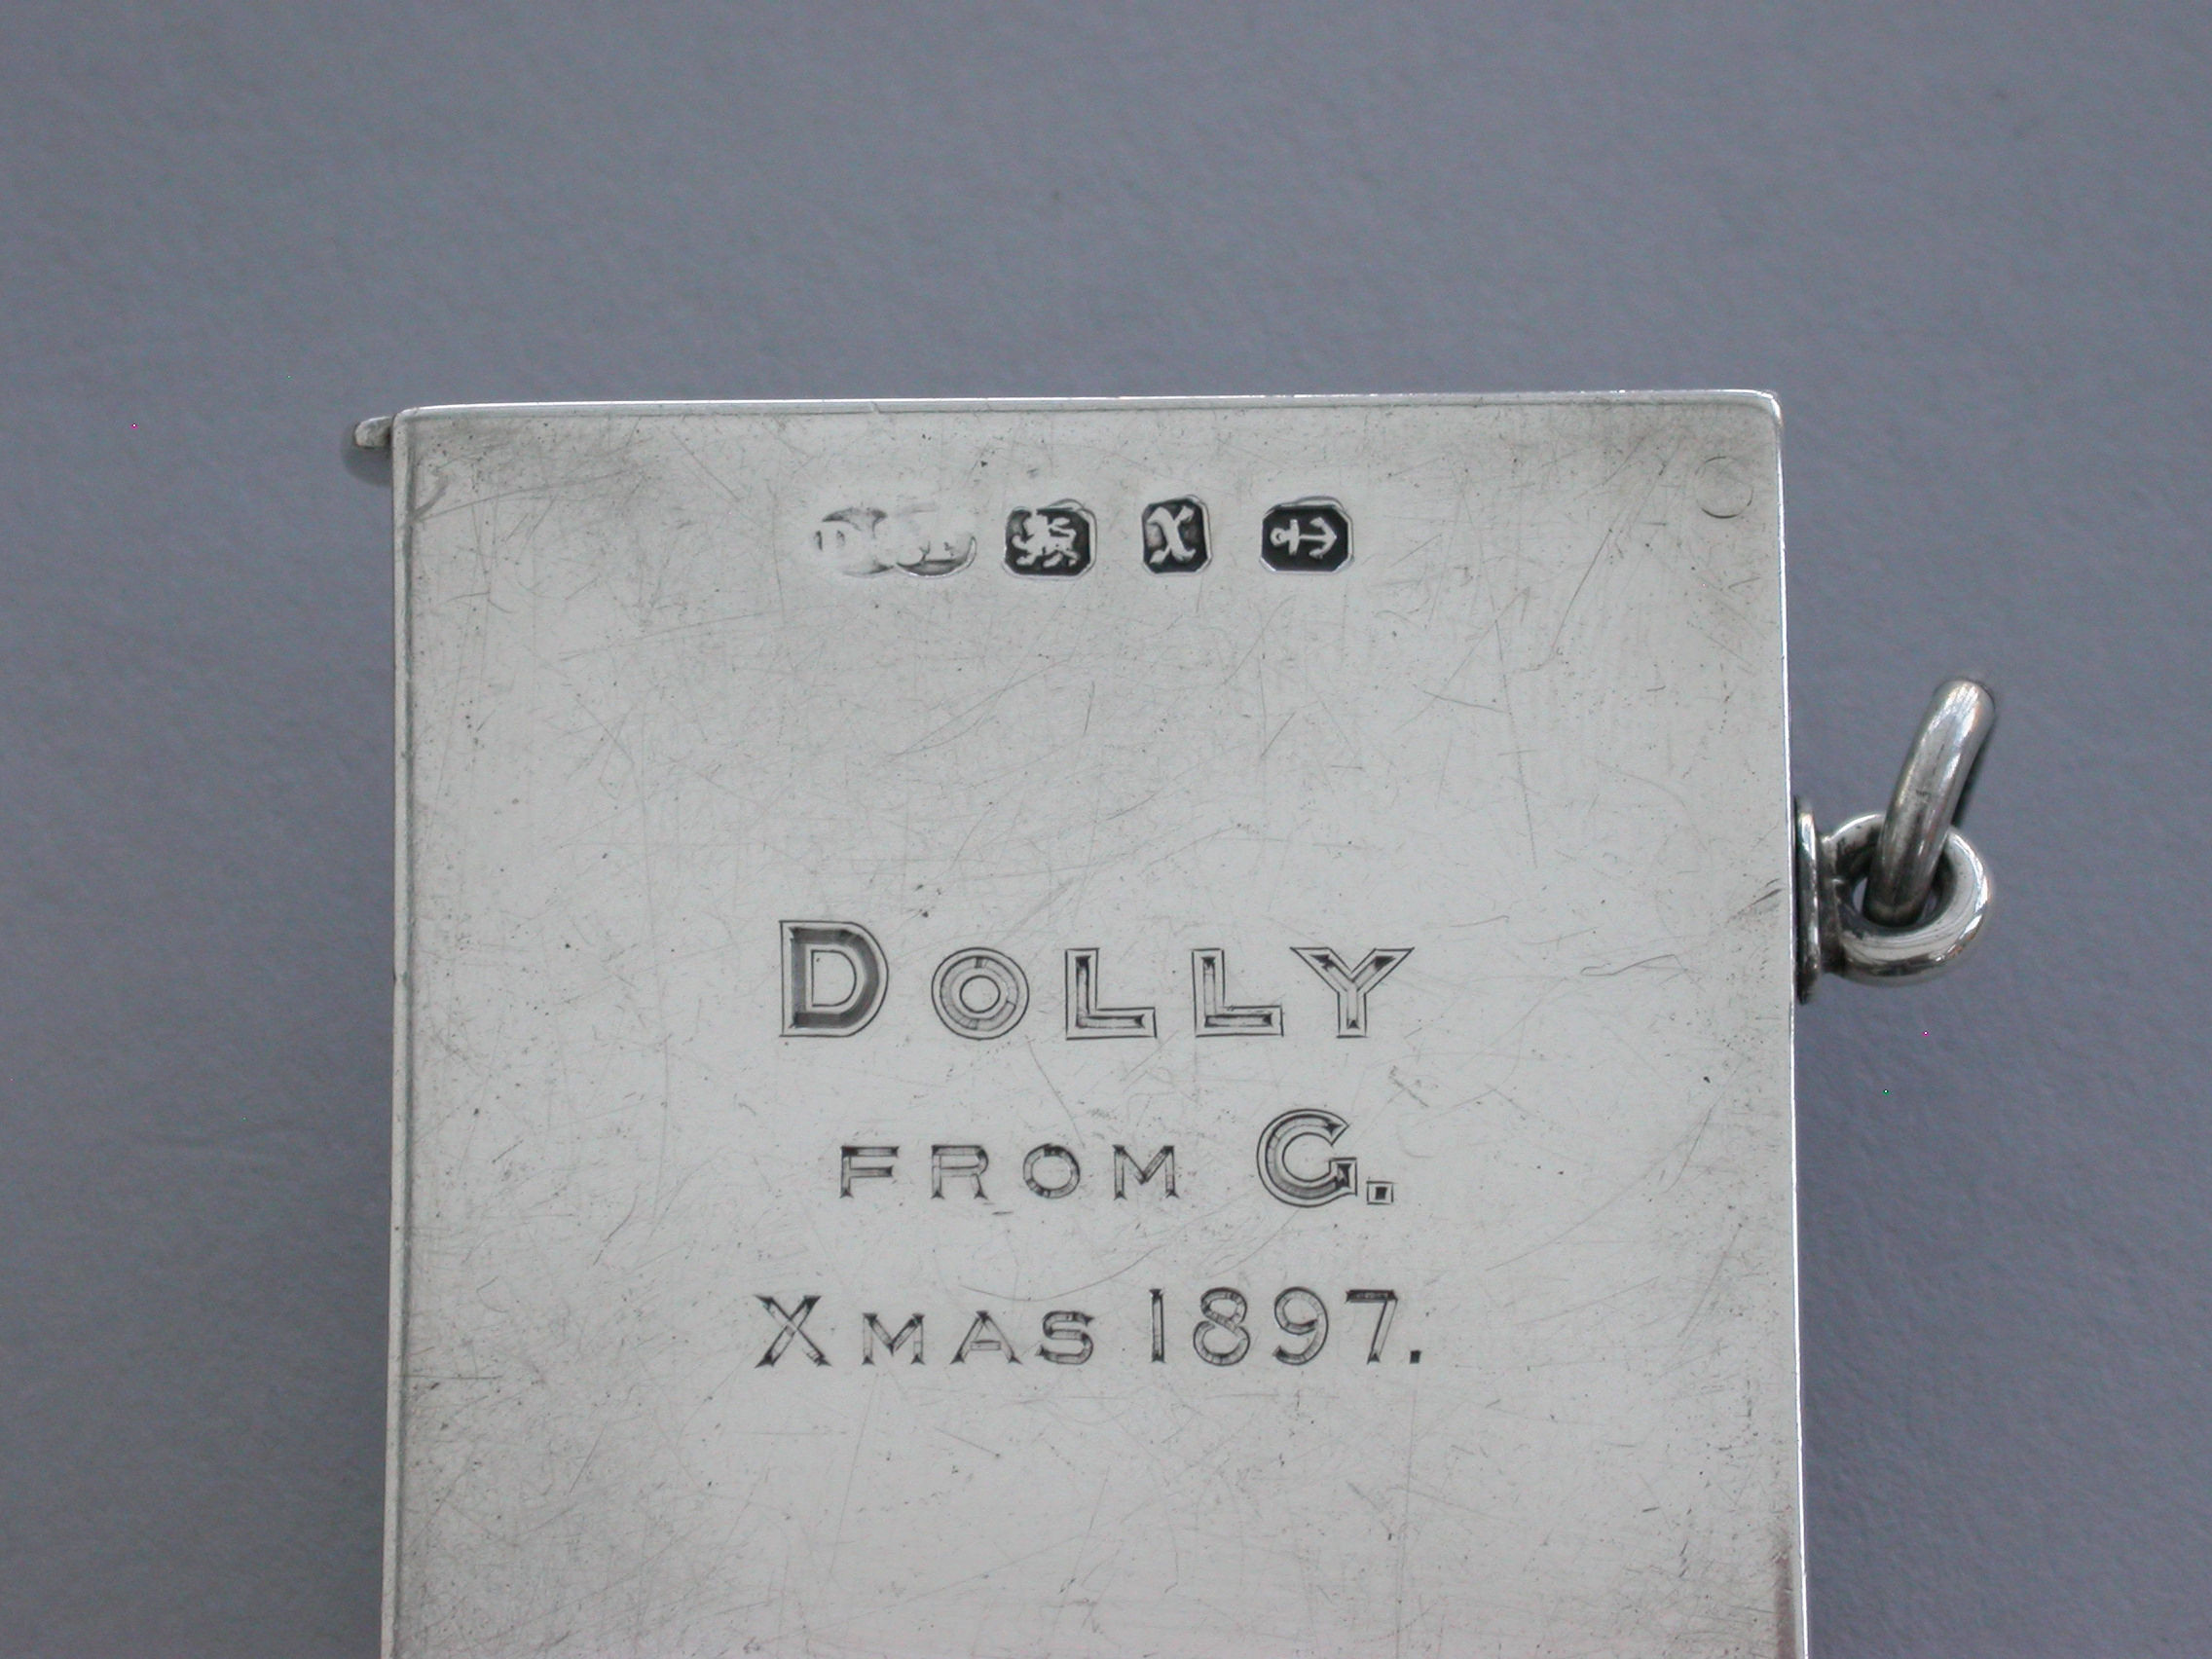 X
DOLLY
FROM G.
XMAS 1897.